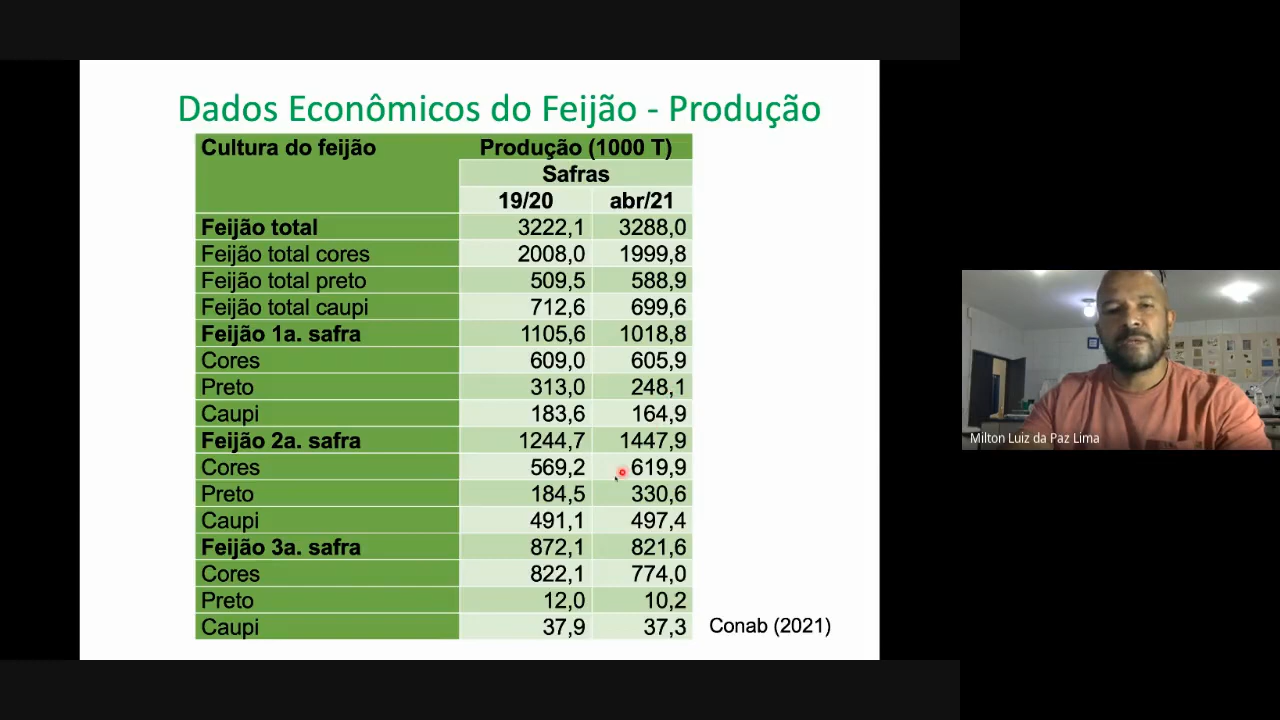 Dados Econômicos do Feijão - Produção
Cultura do feijão Produção (1000 T)
Safras
19/20 abr/21
Feijão total 3222,1 3288,0
Feijão total cores 2008,0 1999,8
Feijão total preto 509,5 588,9
Feijão total caupi 712,6 699,6
Feijão 1a. safra 1105,6 1018,8
Cores 609,0 605,9
Preto 313,0 248,1
Caupi 183,6 164,9
Feijão 2a. safra 1244,7 1447,9
Cores 569,2 619,9
Preto 184,5 330,6
Caupi 491,1 497,4
Feijão 3a. safra 872,1 821,6
Cores 822,1 774,0
Preto 12,0 10,2
Caupi 37,9 37,3
Conab (2021)
Milton Luiz da Paz Lima